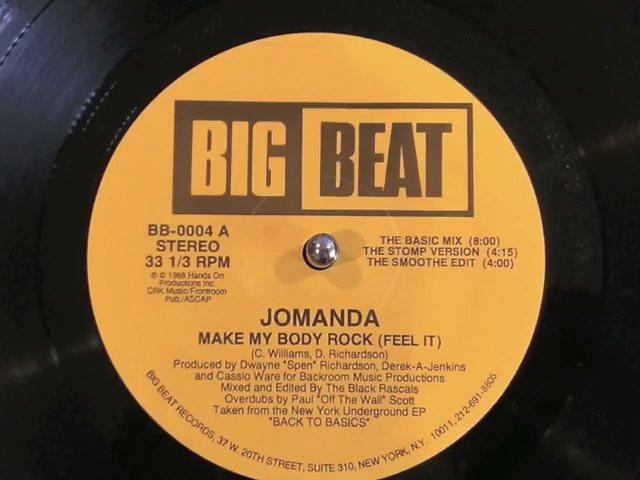 BIG BEAT
BB-0004 A
STEREO
33 1/3 RPM
℗ © 1988 Hands On
Productions Inc.
CRK Music/Frontroom
Pub./ASCAP
THE BASIC MIX (8:00)
THE STOMP VERSION (4:15)
THE SMOOTHE EDIT (4:00)
JOMANDA
MAKE MY BODY ROCK (FEEL IT)
(C. Williams, D. Richardson)
Produced by Dwayne "Spen" Richardson, Derek-A-Jenkins
and Cassio Ware for Backroom Music Productions
Mixed and Edited By The Black Rascals
Overdubs by Paul "Off The Wall" Scott
Taken from the New York Underground EP
"BACK TO BASICS"
BIG BEAT RECORDS, 37 W. 20TH STREET, SUITE 310, NEW YORK, N.Y. 10011, 212-691-8805